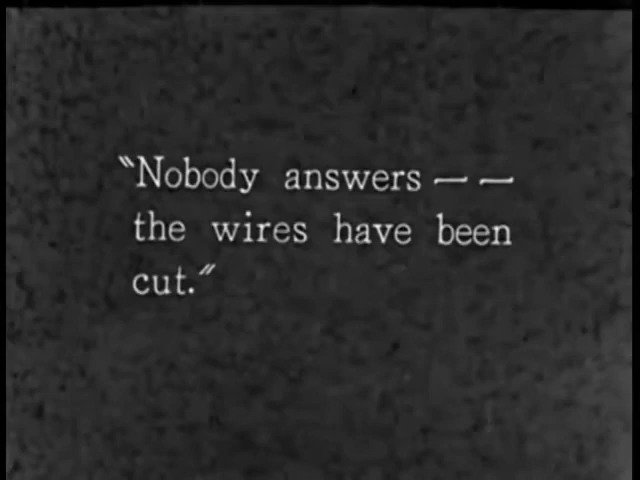 "Nobody answers — —
the wires have been
cut."